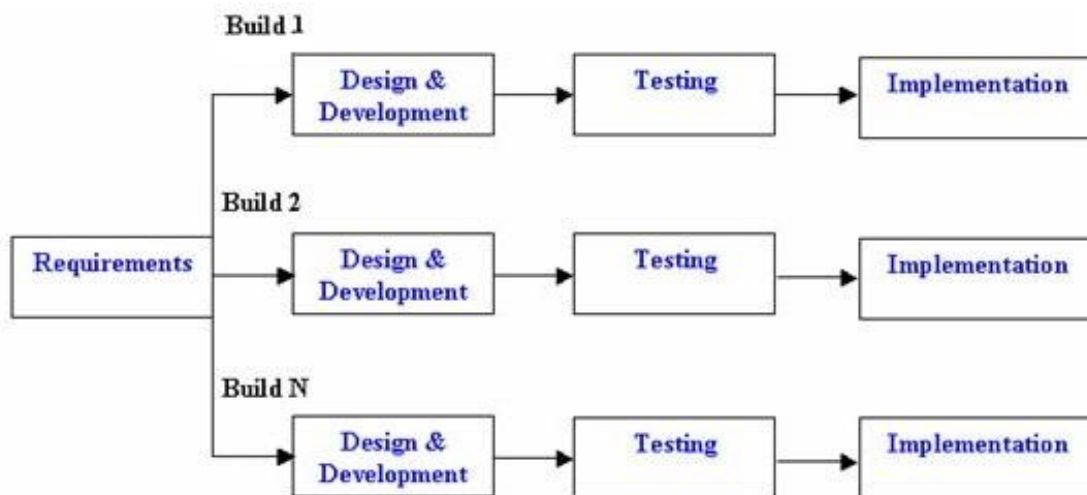 Build 1
Design &
Development
Testing
Implementation
Build 2
Requirements
Design &
Development
Testing
Implementation
Build N
Design &
Development
Testing
Implementation